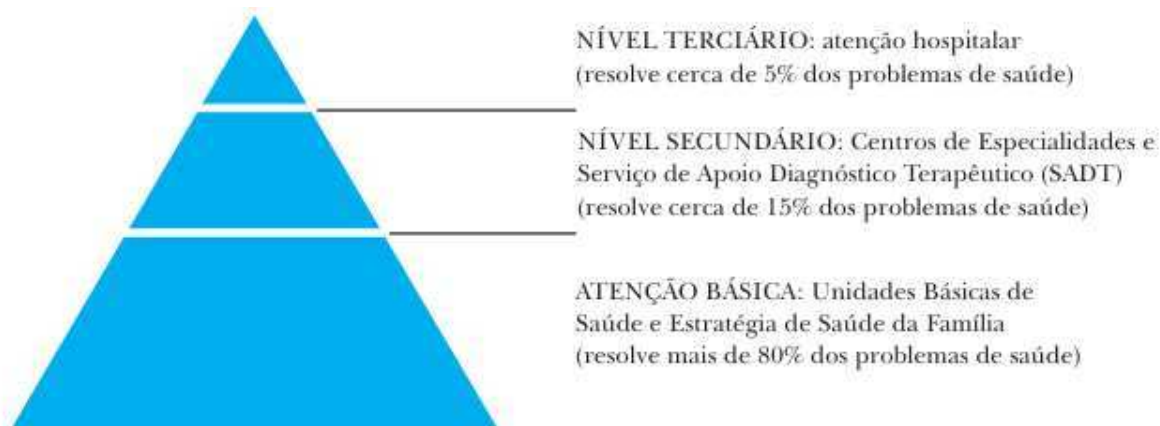 NÍVEL TERCIÁRIO: atenção hospitalar
(resolve cerca de 5% dos problemas de saúde)
NÍVEL SECUNDÁRIO: Centros de Especialidades e
Serviço de Apoio Diagnóstico Terapêutico (SADT)
(resolve cerca de 15% dos problemas de saúde)
ATENÇÃO BÁSICA: Unidades Básicas de
Saúde e Estratégia de Saúde da Família
(resolve mais de 80% dos problemas de saúde)